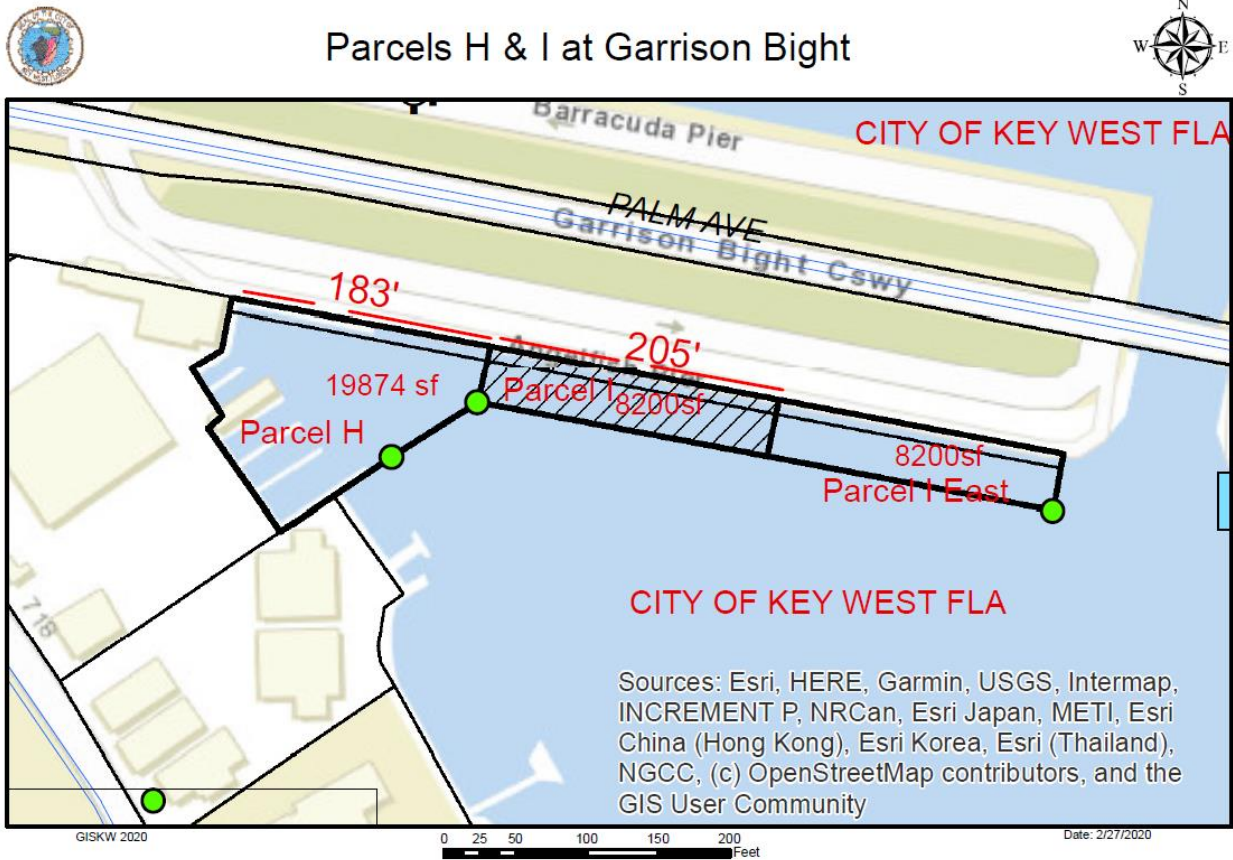 Parcels H & I at Garrison Bight
N
W
E
S
Barracuda Pier
CITY OF KEY WEST FLA
PALM AVE
Garrison Bight Cswy
183'
205'
Angelfish Pier
19874 sf
Parcel I
8200sf
Parcel H
8200sf
Parcel I East
718
CITY OF KEY WEST FLA
Sources: Esri, HERE, Garmin, USGS, Intermap,
INCREMENT P, NRCan, Esri Japan, METI, Esri
China (Hong Kong), Esri Korea, Esri (Thailand),
NGCC, (c) OpenStreetMap contributors, and the
GIS User Community
GISKW 2020
0 25 50 100 150 200
Feet
Date: 2/27/2020